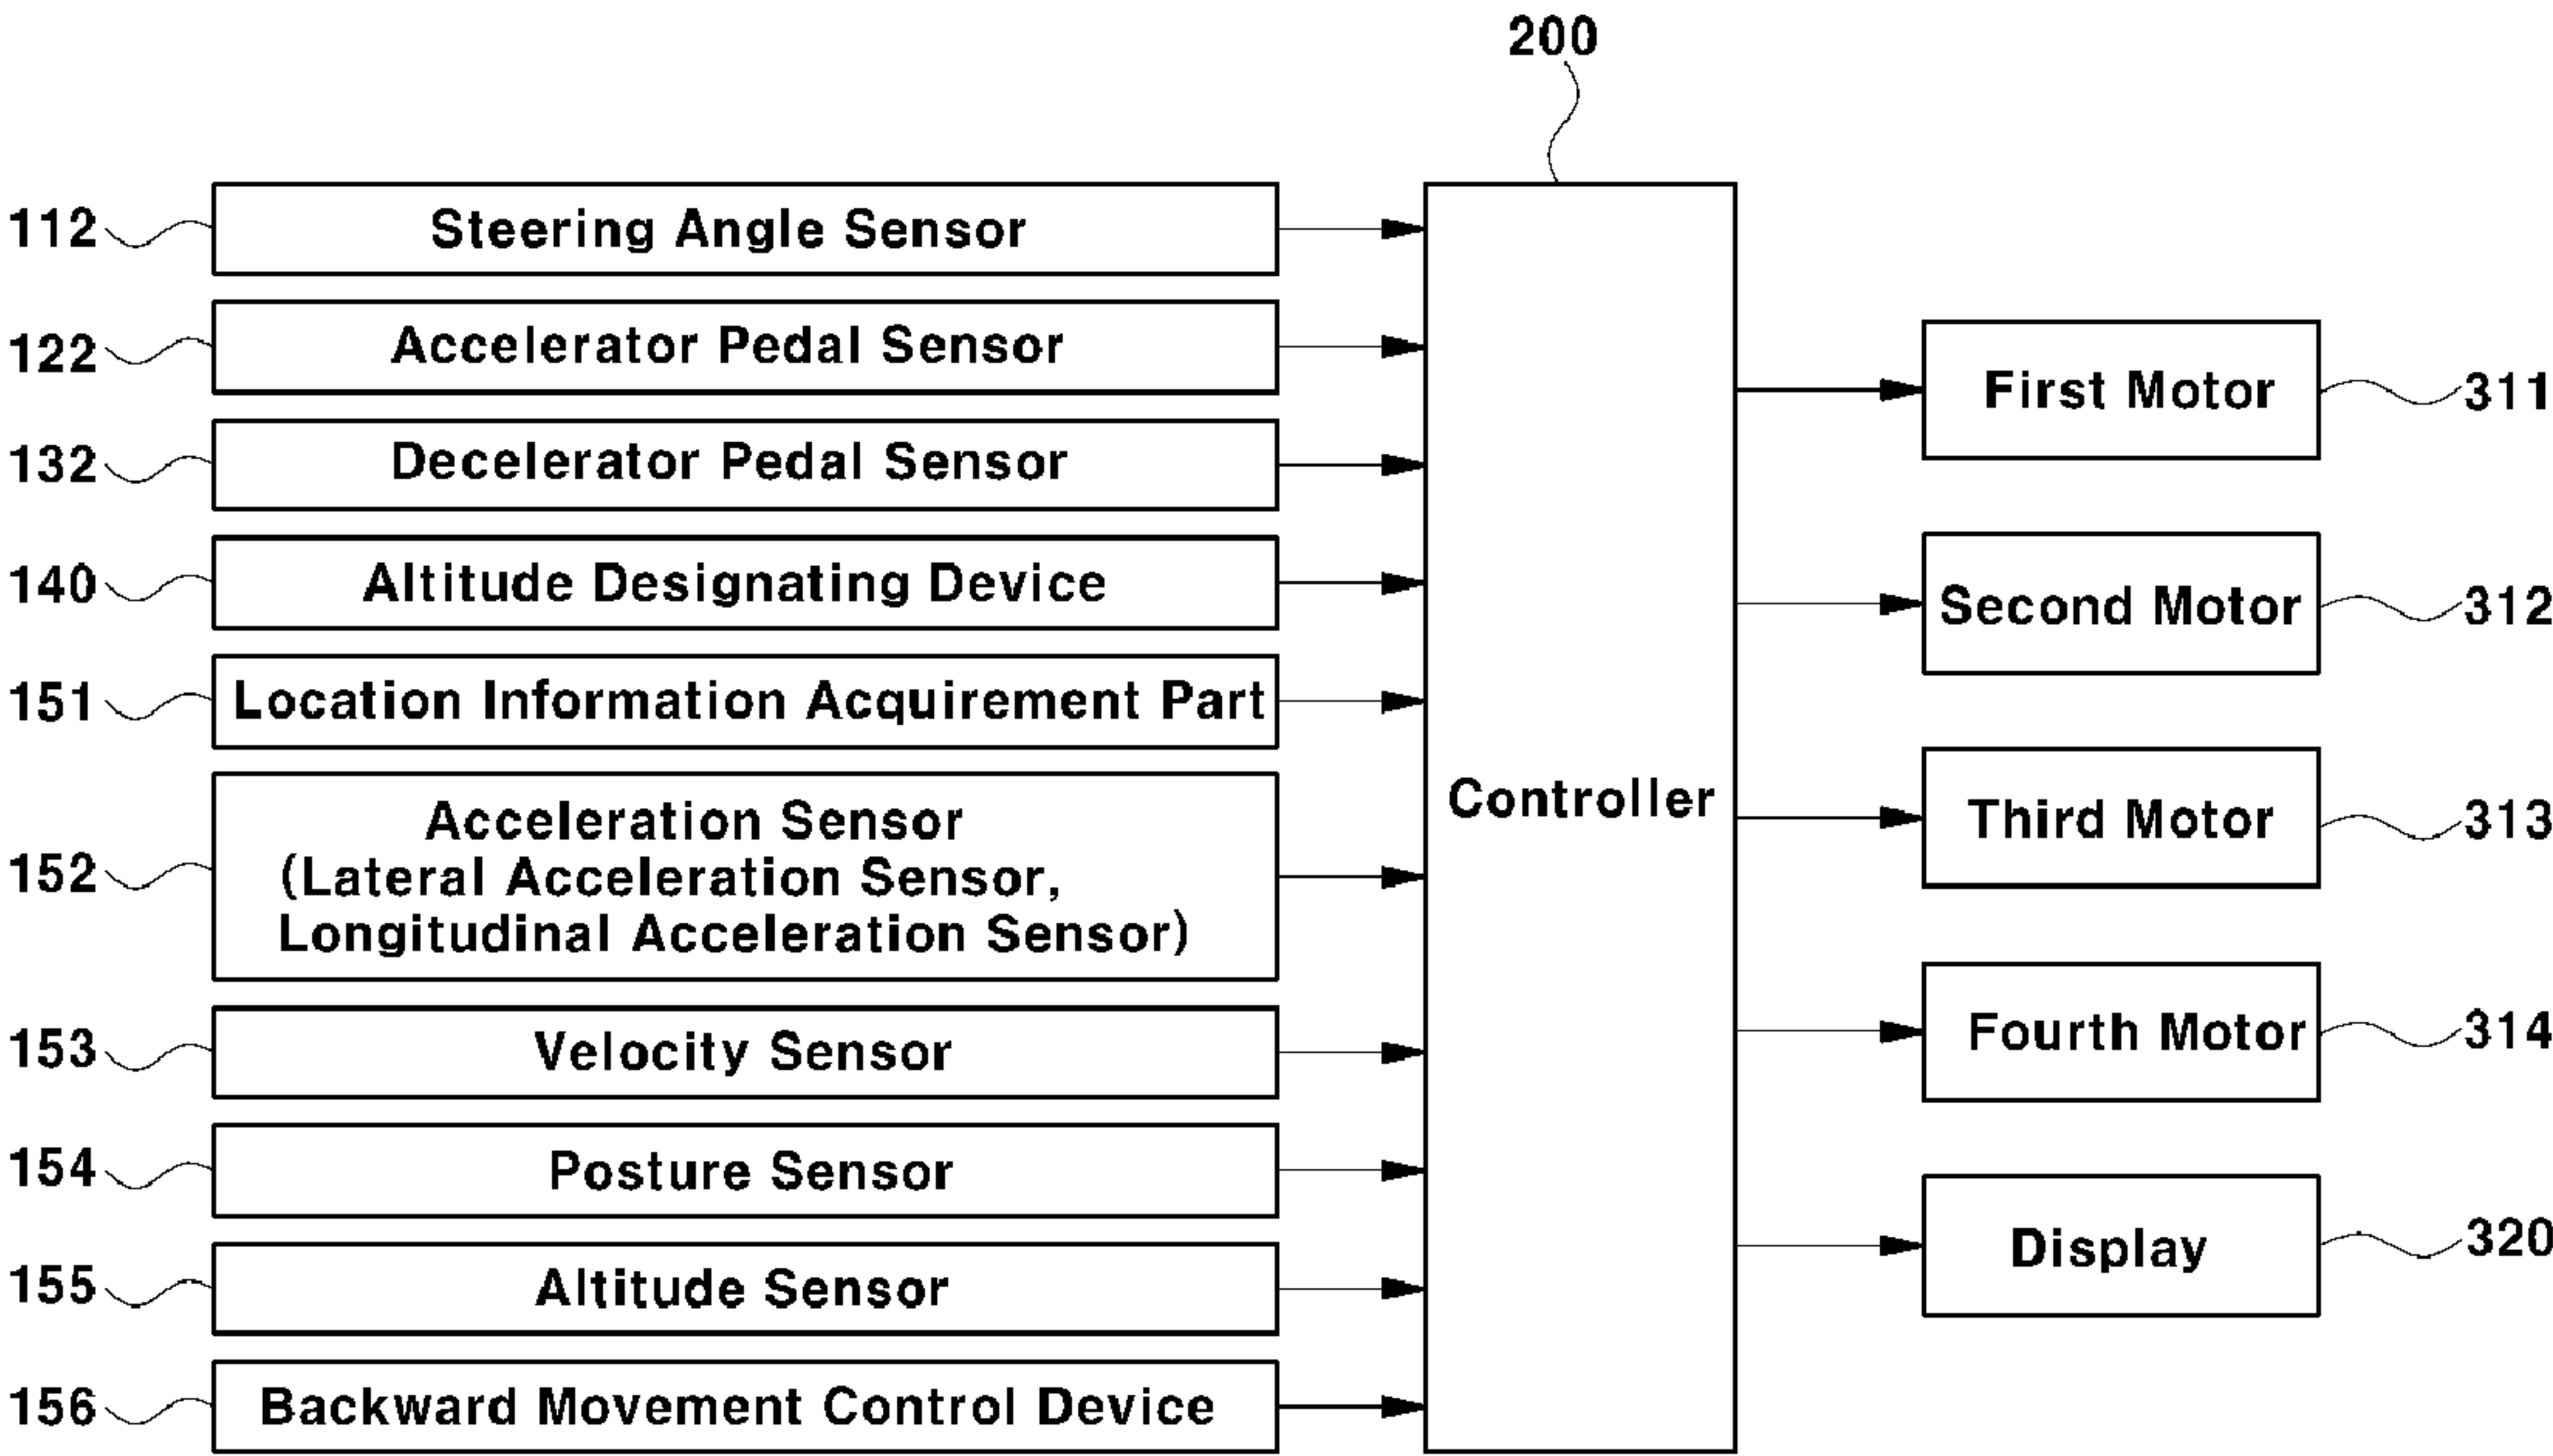 200
112 Steering Angle Sensor
122 Accelerator Pedal Sensor
132 Decelerator Pedal Sensor
140 Altitude Designating Device
151 Location Information Acquirement Part
152 Acceleration Sensor
(Lateral Acceleration Sensor,
Longitudinal Acceleration Sensor)
153 Velocity Sensor
154 Posture Sensor
155 Altitude Sensor
156 Backward Movement Control Device
Controller
First Motor 311
Second Motor 312
Third Motor 313
Fourth Motor 314
Display 320